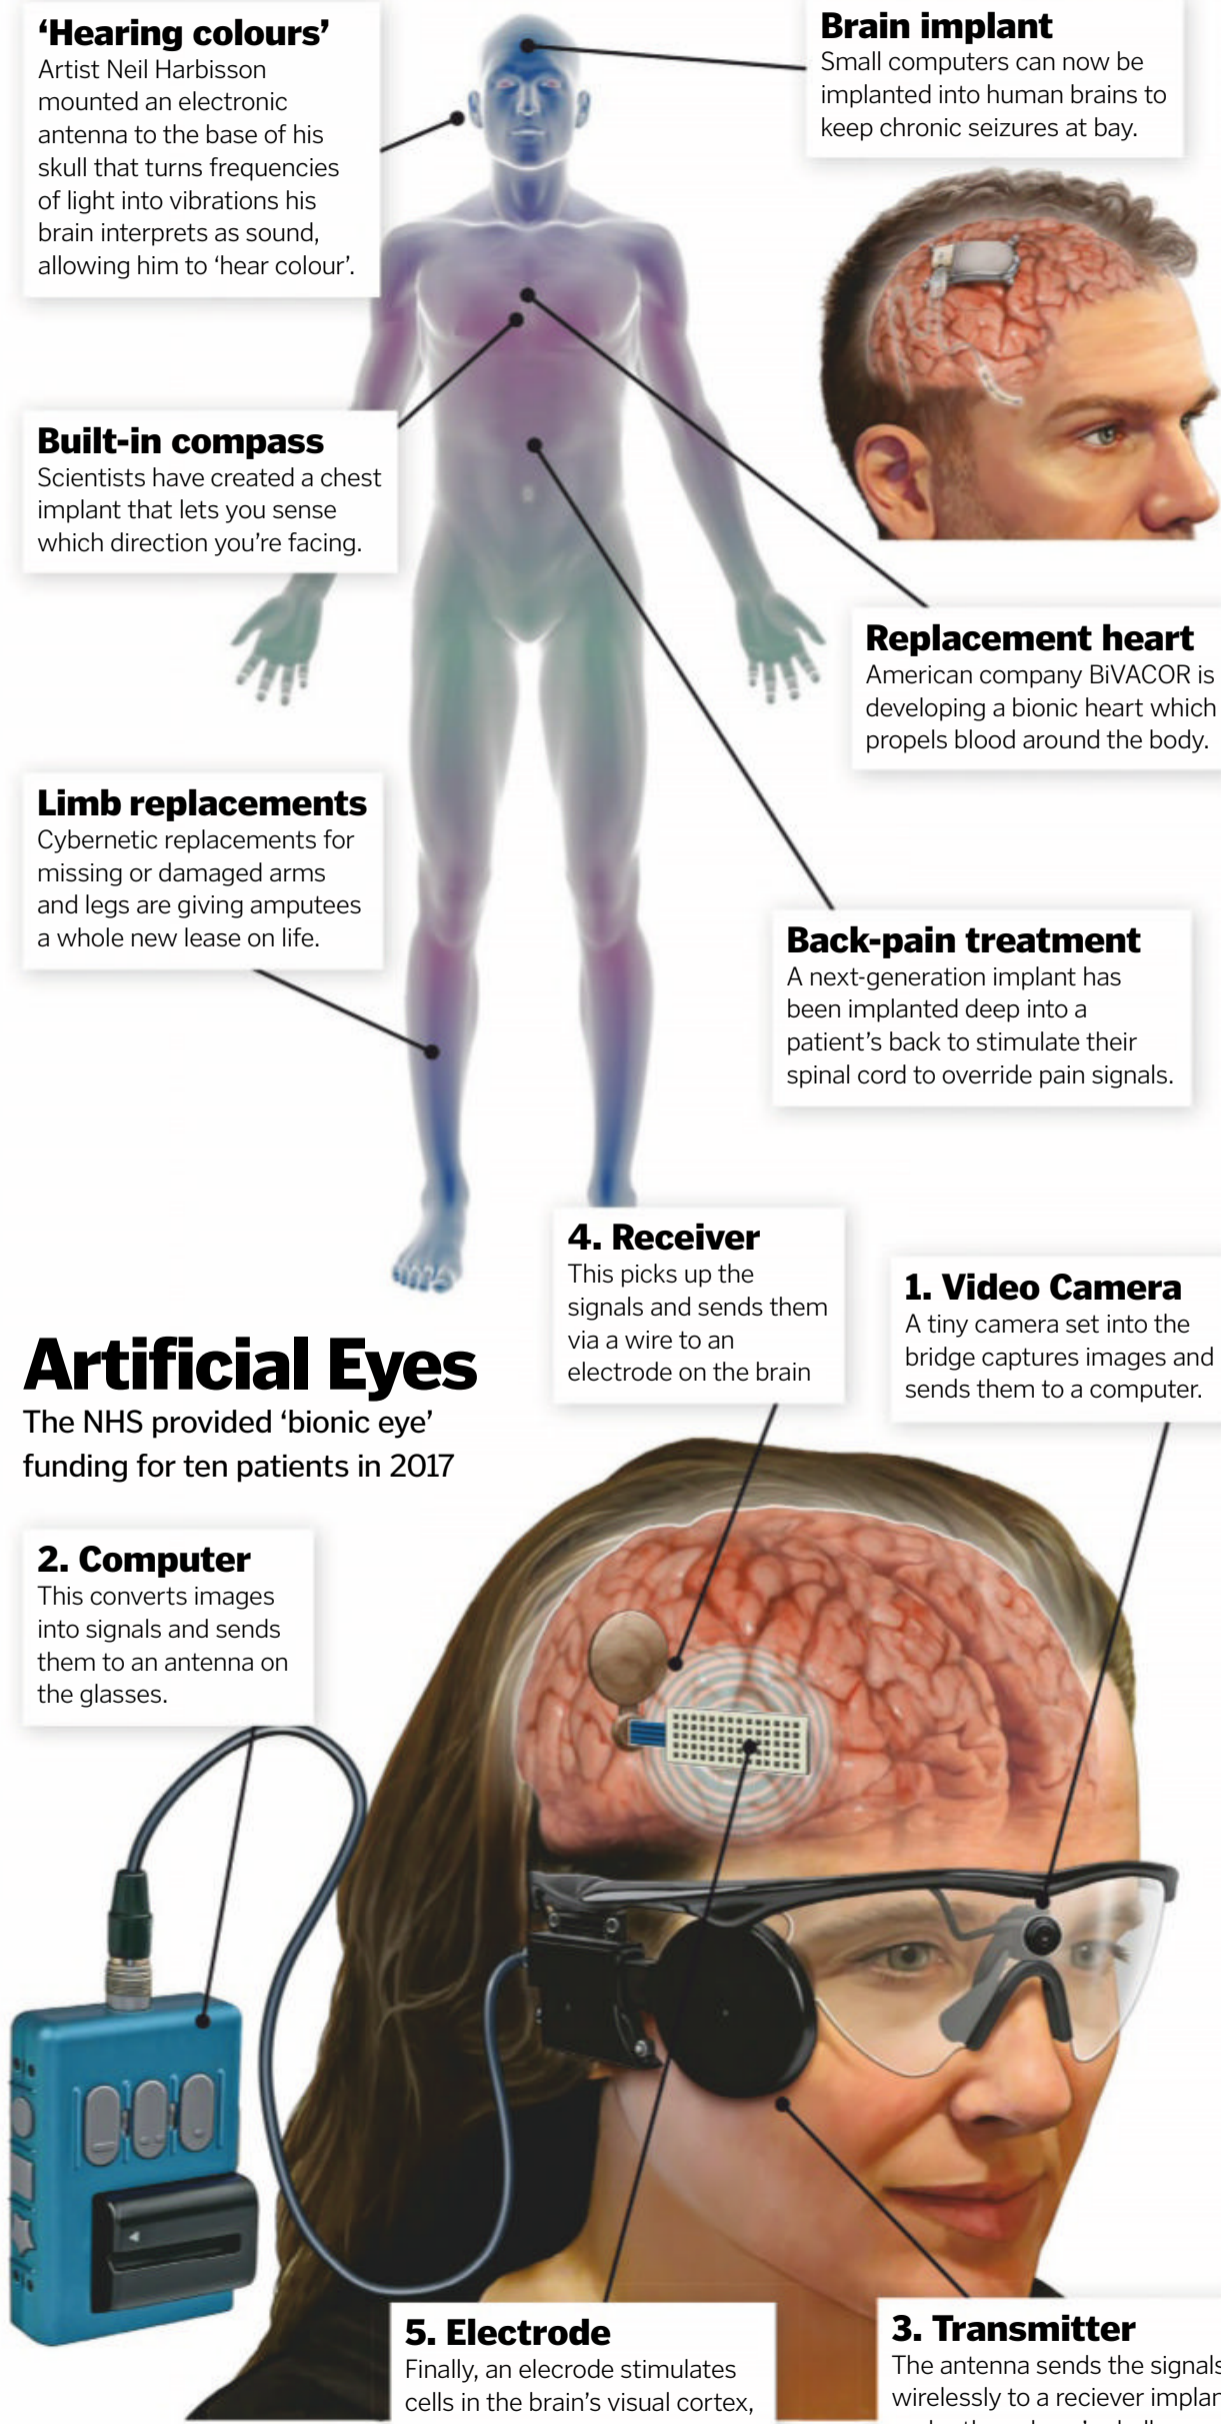 ‘Hearing colours’
Artist Neil Harbisson
mounted an electronic
antenna to the base of his
skull that turns frequencies
of light into vibrations his
brain interprets as sound,
allowing him to ‘hear colour’.
Brain implant
Small computers can now be
implanted into human brains to
keep chronic seizures at bay.
Built-in compass
Scientists have created a chest
implant that lets you sense
which direction you’re facing.
Replacement heart
American company BiVACOR is
developing a bionic heart which
propels blood around the body.
Limb replacements
Cybernetic replacements for
missing or damaged arms
and legs are giving amputees
a whole new lease on life.
Back-pain treatment
A next-generation implant has
been implanted deep into a
patient’s back to stimulate their
spinal cord to override pain signals.
Artificial Eyes
The NHS provided ‘bionic eye’
funding for ten patients in 2017
1. Video Camera
A tiny camera set into the
bridge captures images and
sends them to a computer.
2. Computer
This converts images
into signals and sends
them to an antenna on
the glasses.
3. Transmitter
The antenna sends the signals
wirelessly to a reciever
4. Receiver
This picks up the
signals and sends them
via a wire to an
electrode on the brain
5. Electrode
Finally, an elecrode stimulates
cells in the brain’s visual cortex,